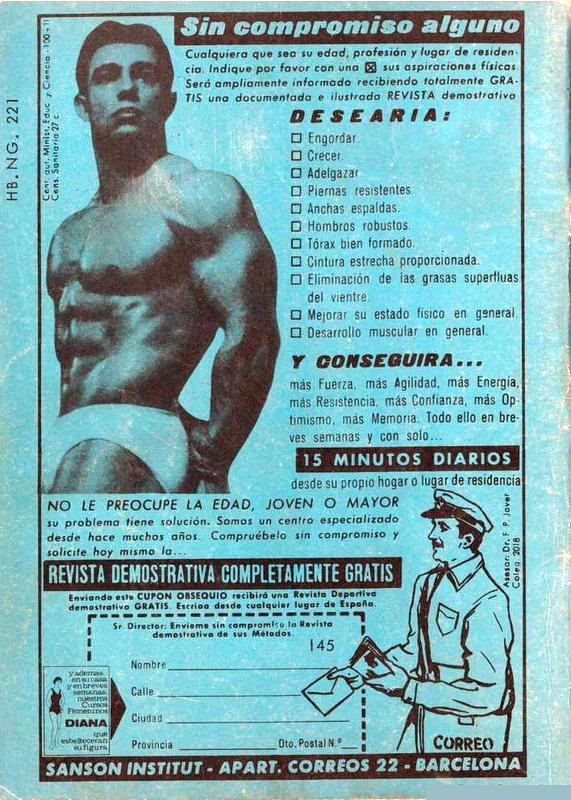 HB. NG. 221
Cent. aut. Minist. Educ. y Ciencia - 100 - 11
Cens. Sanitaria 27 c.
Sin compromiso alguno
Cualquiera que sea su edad, profesión y lugar de residen-
cia. Indique por favor con una ☒ sus aspiraciones físicas
Será ampliamente informado recibiendo totalmente GRA-
TIS una documentada e ilustrada REVISTA demostrativa
DESEARIA:
☐ Engordar
☐ Crecer.
☐ Adelgazar.
☐ Piernas resistentes
☐ Anchas espaldas.
☐ Hombros robustos.
☐ Tórax bien formado.
☐ Cintura estrecha proporcionada.
☐ Eliminación de las grasas superfluas
del vientre.
☐ Mejorar su estado físico en general.
☐ Desarrollo muscular en general.
Y CONSEGUIRA...
más Fuerza, más Agilidad, más Energía,
más Resistencia, más Confianza, más Op-
timismo, más Memoria. Todo ello en bre-
ves semanas y con solo...
15 MINUTOS DIARIOS
desde su propio hogar o lugar de residencia
NO LE PREOCUPE LA EDAD, JOVEN O MAYOR
su problema tiene solución. Somos un centro especializado
desde hace muchos años. Compruébelo sin compromiso y
solicite hoy mismo la...
REVISTA DEMOSTRATIVA COMPLETAMENTE GRATIS
Enviando este CUPON OBSEQUIO recibirá una Revista Deportiva
demostrativa GRATIS. Escriba desde cualquier lugar de España.
Sr. Director: Envíeme sin compromiso la Revista
demostrativa de sus Métodos.
145
Nombre
Calle
Ciudad
Provincia Dto. Postal N.º
y además
en su casa
y en breves
semanas,
nuestros
Cursos
Femeninos
DIANA
que
esbeltecerán
su figura.
Asesor: Dr. F. P. Jover
Coleg. 2018
CORREO
SANSON INSTITUT - APART. CORREOS 22 - BARCELONA